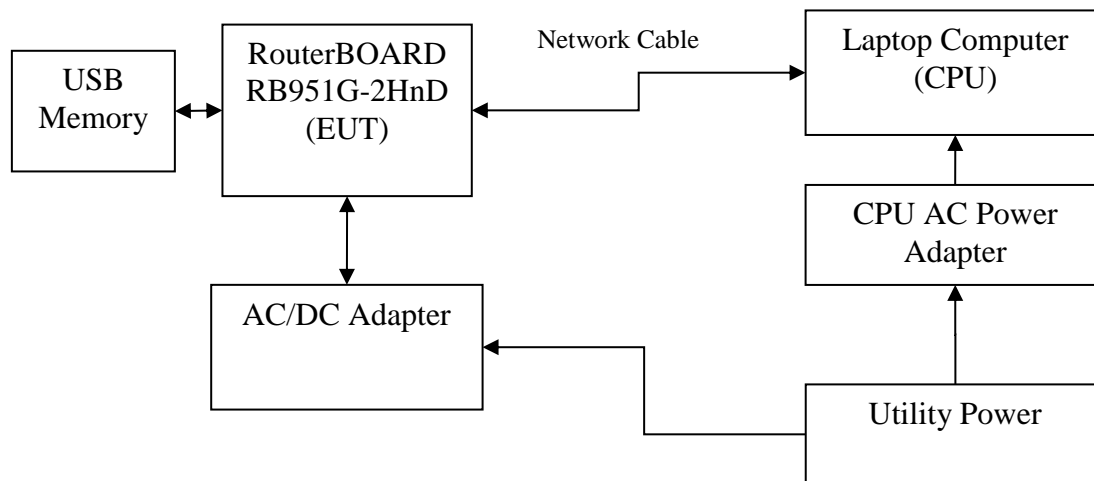 USB
Memory
RouterBOARD
RB951G-2HnD
(EUT)
Network Cable
Laptop Computer
(CPU)
CPU AC Power
Adapter
AC/DC Adapter
Utility Power